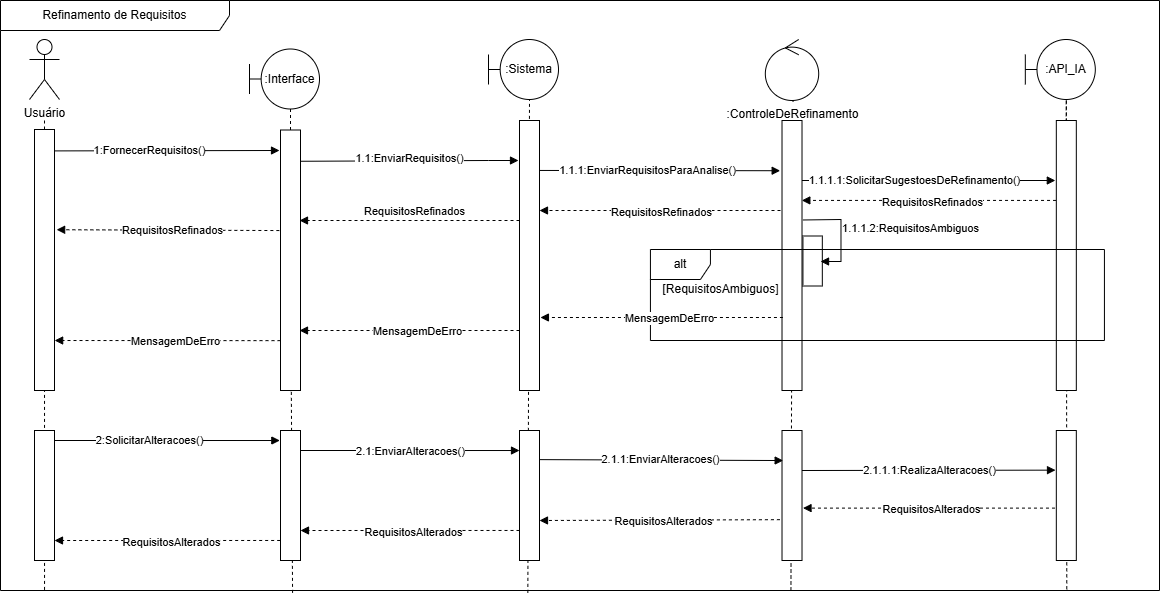 Refinamento de Requisitos
Usuário
:Interface
:Sistema
:ControleDeRefinamento
:API_IA
1:FornecerRequisitos()
1.1:EnviarRequisitos()
1.1.1:EnviarRequisitosParaAnalise()
1.1.1.1:SolicitarSugestoesDeRefinamento()
RequisitosRefinados
RequisitosRefinados
RequisitosRefinados
RequisitosRefinados
1.1.1.2:RequisitosAmbiguos
alt
[RequisitosAmbiguos]
MensagemDeErro
MensagemDeErro
MensagemDeErro
2:SolicitarAlteracoes()
2.1:EnviarAlteracoes()
2.1.1:EnviarAlteracoes()
2.1.1.1:RealizaAlteracoes()
RequisitosAlterados
RequisitosAlterados
RequisitosAlterados
RequisitosAlterados